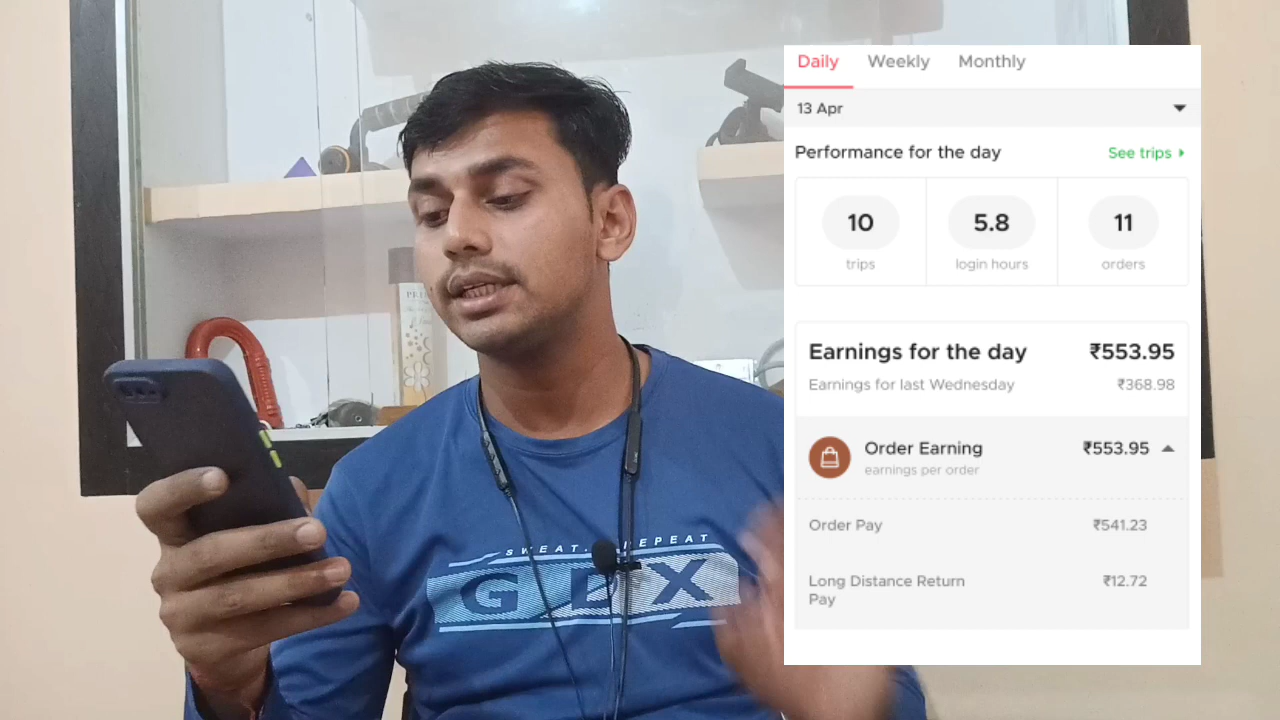 Daily Weekly Monthly
13 Apr
Performance for the day See trips
10 5.8 11
trips login hours orders
Earnings for the day ₹553.95
Earnings for last Wednesday ₹368.98
Order Earning ₹553.95
earnings per order
Order Pay ₹541.23
Long Distance Return ₹12.72
Pay
SWEAT.
GDX